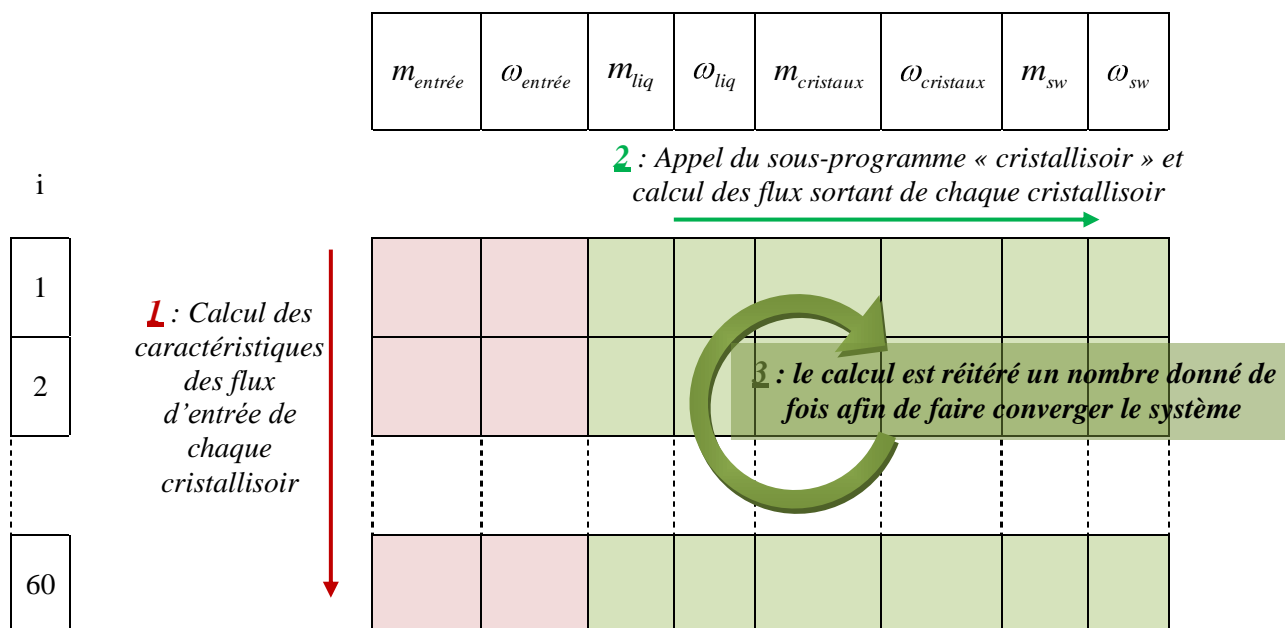 m_entrée ω_entrée m_liq ω_liq m_cristaux ω_cristaux m_sw ω_sw
2 : Appel du sous-programme « cristallisoir » et
calcul des flux sortant de chaque cristallisoir
i
1
2
60
1 : Calcul des
caractéristiques
des flux
d’entrée de
chaque
cristallisoir
3 : le calcul est réitéré un nombre donné de
fois afin de faire converger le système